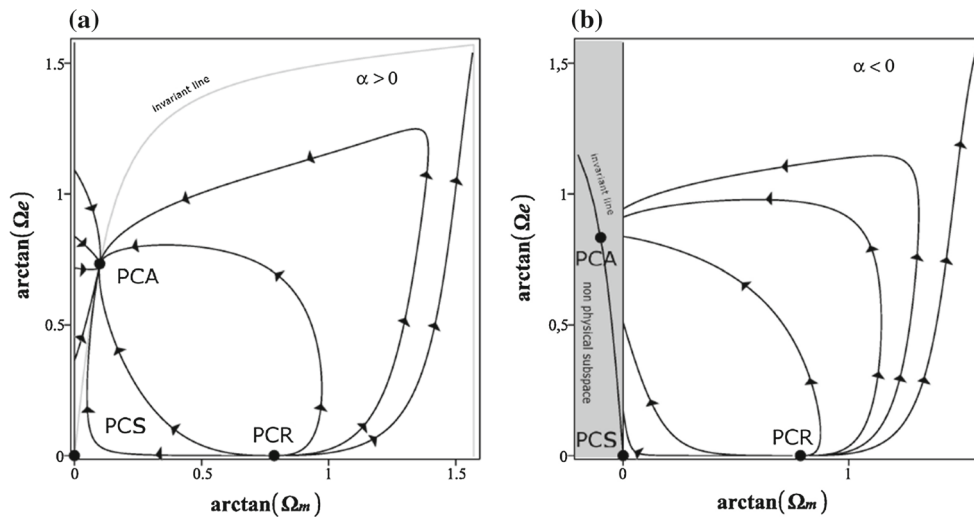 (a)
(b)
1,5
1
0,5
0
arctan(Ωe)
invariant line
α > 0
PCA
PCS
PCR
0
0.5
1
1.5
arctan(Ωm)
1,5
1
0,5
0
arctan(Ωe)
α < 0
invariant line
PCA
non physical subspace
PCS
PCR
0
1
arctan(Ωm)